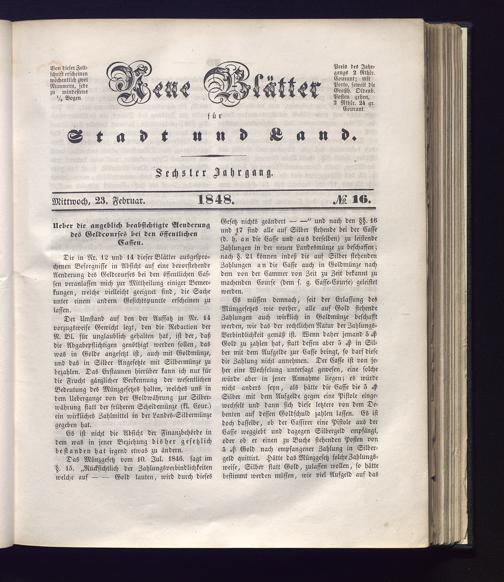 Von dieser Zeit-
schrift erscheinen
wöchentlich zwei
Nummern, jede
zu mindestens
½ Bogen.
Neue Blätter
für
Stadt und Land.
Preis des Jahr-
gangs 2 Rthlr.
Courant; mit
Porto, soweit die
Großh. Oldenb.
Posten gehen,
2 Rthlr. 24 gr.
Courant.
Sechster Jahrgang.
Mittwoch, 23. Februar. 1848. № 16.
Ueber die angeblich beabsichtigte Aenderung
des Geldcourses bei den öffentlichen
Cassen.
Die in Nr. 12 und 14 dieser Blätter ausgespro-
chenen Besorgnisse in Absicht auf eine bevorstehende
Aenderung des Geldcourses bei den öffentlichen Cas-
sen veranlassen mich zur Mittheilung einiger Bemer-
kungen, welche vielleicht geeignet sind, die Sache
unter einem andern Gesichtspunkte erscheinen zu
lassen.
Der Umstand auf den der Aufsatz in Nr. 14
vorzugsweise Gewicht legt, den die Redaction der
N. Bl. für unglaublich gehalten hat, ist der, daß
die Abgabepflichtigen genöthigt werden sollen, das
was in Golde angesetzt ist, auch mit Goldmünze,
und das in Silber Angesetzte mit Silbermünze zu
bezahlen. Das Erstaunen hierüber kann ich nur für
die Frucht gänzlicher Verkennung der wesentlichen
Bedeutung des Münzgesetzes halten, welches uns in
dem Uebergange von der Goldwährung zur Silber-
währung statt der früheren Scheidemünze (kl. Cour.)
ein wirkliches Zahlmittel in der Landes-Silbermünze
gegeben hat.
Es ist nicht die Absicht der Finanzbehörde in
dem was in jener Beziehung bisher gesetzlich
bestanden hat irgend etwas zu ändern.
Das Münzgesetz vom 10. Jul. 1846. sagt im
§ 15. „Rücksichtlich der Zahlungsverbindlichkeiten
welche auf — — Gold lauten, wird durch dieses
Gesetz nichts geändert — —“ und nach den §§. 16
und 17 sind alle auf Silber stehende bei der Casse
(d. h. an die Casse und aus derselben) zu leistende
Zahlungen in der neuen Landesmünze zu beschaffen;
nach §. 21 können indeß die auf Silber stehenden
Zahlungen an die Casse auch in Goldmünze nach
dem von der Cammer von Zeit zu Zeit bekannt zu
machenden Course (dem s. g. Casse-Course) geleistet
werden.
Es müssen demnach, seit der Erlassung des
Münzgesetzes wie vorher, alle auf Gold stehende
Zahlungen auch wirklich in Goldmünze beschafft
werden, wie das der rechtlichen Natur der Zahlungs-
Verbindlichkeit gemäß ist. Wenn daher jemand 5 ₰
Gold zu zahlen hat, statt dessen aber 5 ₰ in Sil-
ber mit dem Aufgelde zur Casse bringt, so darf diese
die Zahlung nicht annehmen. Der Casse ist von je-
her eine Wechselung untersagt gewesen, eine solche
würde aber in jener Annahme liegen; es würde
nicht anders sein, als hätte die Casse die 5 ₰
Silber mit dem Aufgelde gegen eine Pistole einge-
wechselt und dann sich diese letztere von dem De-
benten auf dessen Goldschuld zahlen lassen. Es ist
doch dasselbe, ob der Cassirer eine Pistole aus der
Casse weggiebt und dagegen Silbergeld empfängt,
oder ob er einen zu Buche stehenden Posten von
5 ₰ Gold nach empfangener Zahlung in Silber-
geld quittirt. Hätte das Münzgesetz solche Zahlungs-
weise, Silber statt Gold, zulassen wollen, so hätte
bestimmt werden müssen, wie viel Aufgeld auf das